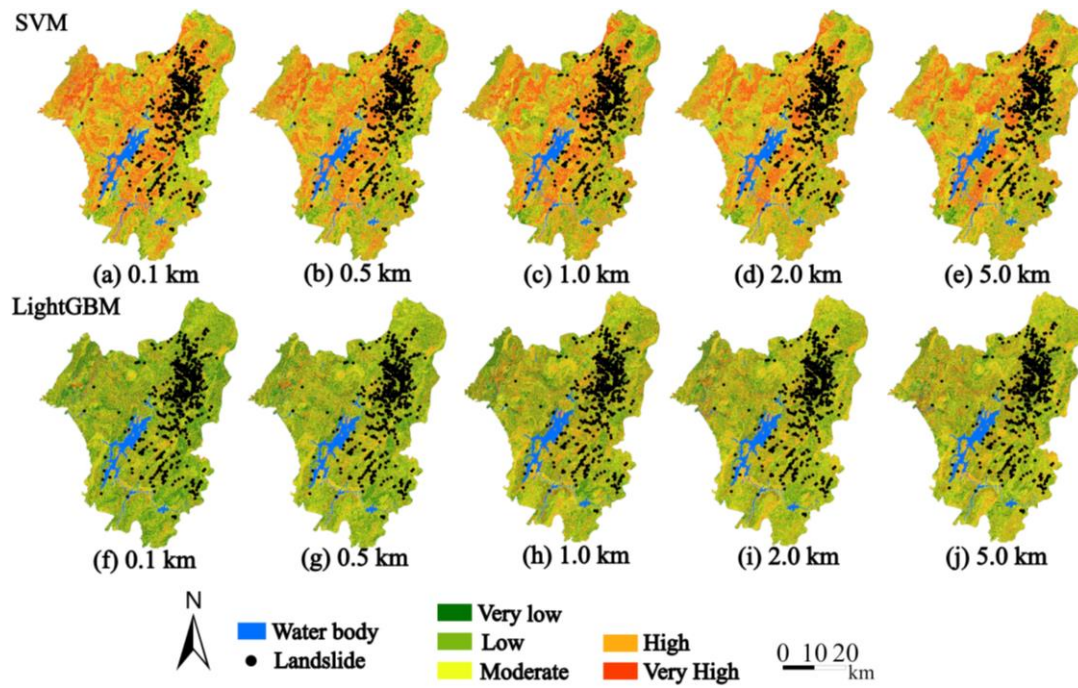 SVM
(a) 0.1 km
(b) 0.5 km
(c) 1.0 km
(d) 2.0 km
(e) 5.0 km
LightGBM
(f) 0.1 km
(g) 0.5 km
(h) 1.0 km
(i) 2.0 km
(j) 5.0 km
N
Water body
Landslide
Very low
Low
Moderate
High
Very High
0 10 20
km